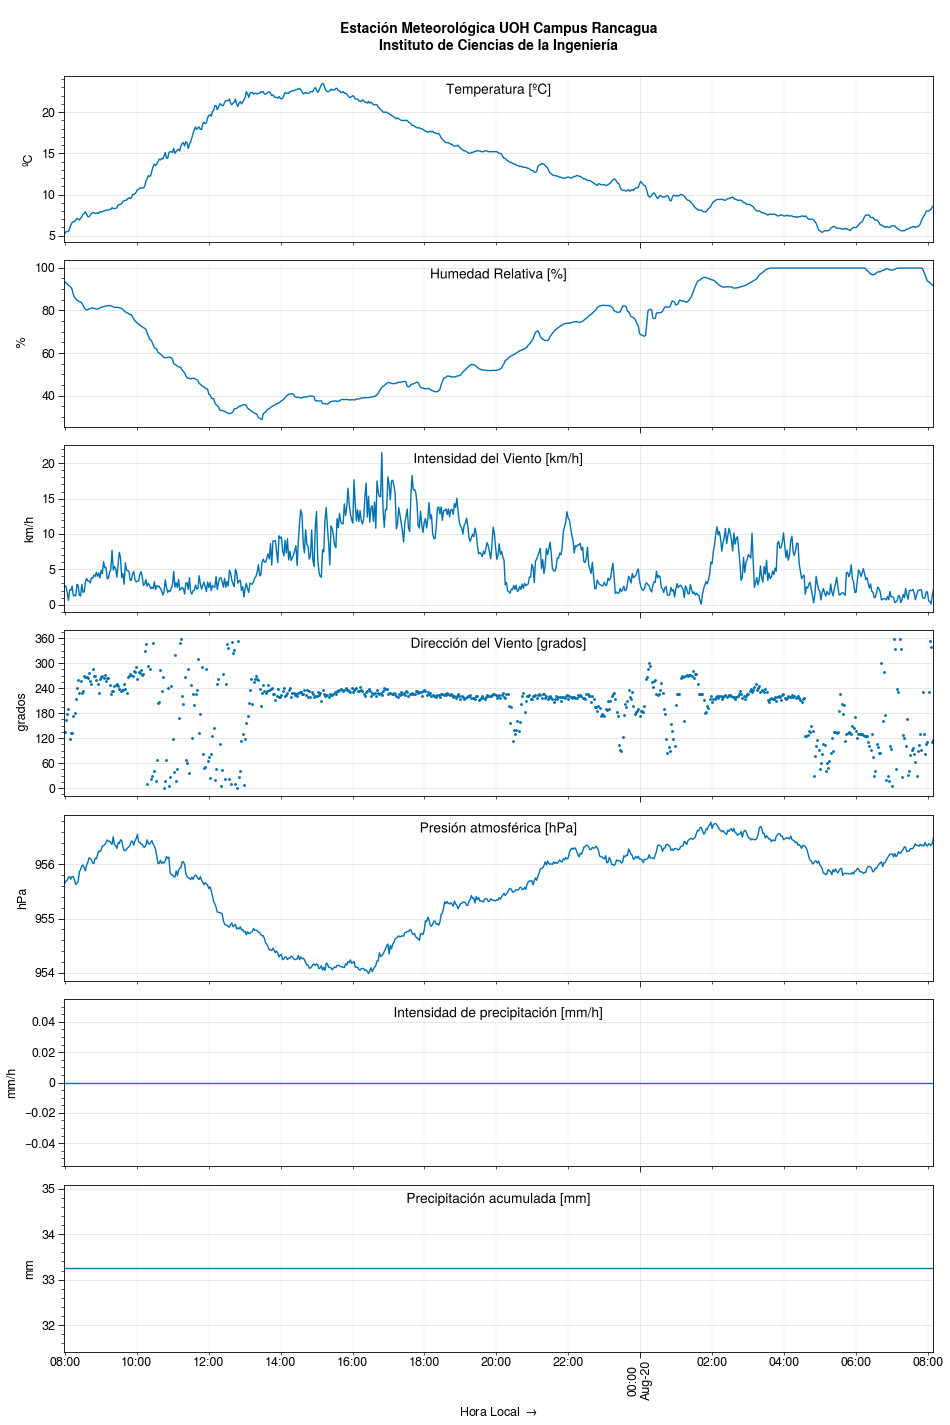 Estación Meteorológica UOH Campus Rancagua
Instituto de Ciencias de la Ingeniería
Temperatura [ºC]
ºC
20
15
10
5
Humedad Relativa [%]
%
100
80
60
40
Intensidad del Viento [km/h]
km/h
20
15
10
5
0
Dirección del Viento [grados]
grados
360
300
240
180
120
60
0
Presión atmosférica [hPa]
hPa
956
955
954
Intensidad de precipitación [mm/h]
mm/h
0.04
0.02
0
−0.02
−0.04
Precipitación acumulada [mm]
mm
35
34
33
32
08:00 10:00 12:00 14:00 16:00 18:00 20:00 22:00 00:00 02:00 04:00 06:00 08:00
Aug-20
Hora Local →